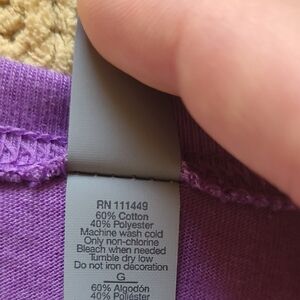 RN 111449
60% Cotton
40% Polyester
Machine wash cold
Only non-chlorine
Bleach when needed
Tumble dry low
Do not iron decoration
G
60% Algodón
40% Poliéster